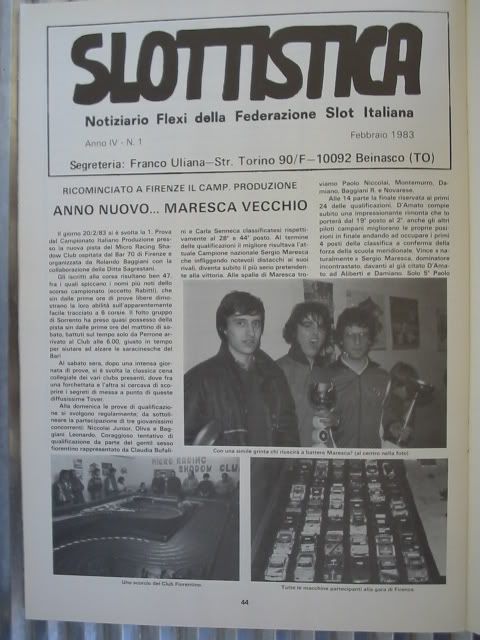 SLOTTISTICA
Notiziario Flexi della Federazione Slot Italiana
Anno IV - N. 1
Febbraio 1983
Segreteria: Franco Uliana—Str. Torino 90/F—10092 Beinasco (TO)
RICOMINCIATO A FIRENZE IL CAMP. PRODUZIONE
ANNO NUOVO... MARESCA VECCHIO
Il giorno 20/2/83 si è svolta la 1. Prova
del Campionato Italiano Produzione pres-
so la nuova pista del Micro Racing Sha-
dow Club ospitata dal Bar 70 di Firenze e
organizzata da Rolando Baggiani con la
collaborazione della Ditta Bagrestani.
Gli iscritti alla corsa risultano ben 47,
fra i quali spiccano i nomi più noti dello
scorso campionato (eccetto Rabitti), che
sin dalle prime ore di prove libere dimo-
strano la loro abilità sull'apparentemente
facile tracciato a 6 corsie. Il folto gruppo
di Sorrento ha preso quasi possesso della
pista sin dalle prime ore del mattino di sa-
bato, battuti sul tempo solo da Perrone ar-
rivato al Club alle 6.00, giusto in tempo
per aiutare ad alzare le saracinesche del
Bar!
Al sabato sera, dopo una intensa gior-
nata di prove, si è svolta la classica cena
collegiale dei vari clubs presenti, dove fra
una forchettata e l'altra si cercava di sco-
prire i segreti di messa a punto di queste
diffusissime Tover.
Alla domenica le prove di qualificazio-
ne si svolgono regolarmente; da sottoli-
neare la partecipazione di tre giovanissimi
concorrenti: Niccolai Junior, Oliva e Bag-
giani Leonardo. Coraggioso tentativo di
qualificazione da parte del gentil sesso
fiorentino rappresentato da Claudia Bufali-
ni e Carla Senneca classificatesi rispetti-
vamente al 28° e 44° posto. Al termine
delle qualificazioni il migliore risultava l'at-
tuale Campione nazionale Sergio Maresca
che infliggendo notevoli distacchi ai suoi
rivali, diventa subito il più serio pretenden-
te alla vittoria. Alle spalle di Maresca tro-
viamo Paolo Niccolai, Montemurro, Da-
miano, Baggiani R. e Novarese.
Alle 14 parte la finale riservata ai primi
24 delle qualificazioni. D'Amato compie
subito una impressionante rimonta che lo
porterà dal 19° posto al 2° anche gli altri
piloti campani migliorano le proprie posi-
zioni in finale andando ad occupare i primi
4 posti della classifica a conferma della
forza della scuola meridionale. Vince «na-
turalmente» Sergio Maresca, dominatore
incontrastato, davanti al già citato D'Ama-
to, ad Aliberti e Damiano. Solo 5° Paolo
Con una simile grinta chi riuscirà a battere Maresca? (al centro nella foto)
MICRO RACING
SHADOW CLUB
Uno scorcio del Club Fiorentino.
Tutte le macchine partecipanti alla gara di Firenze.
44